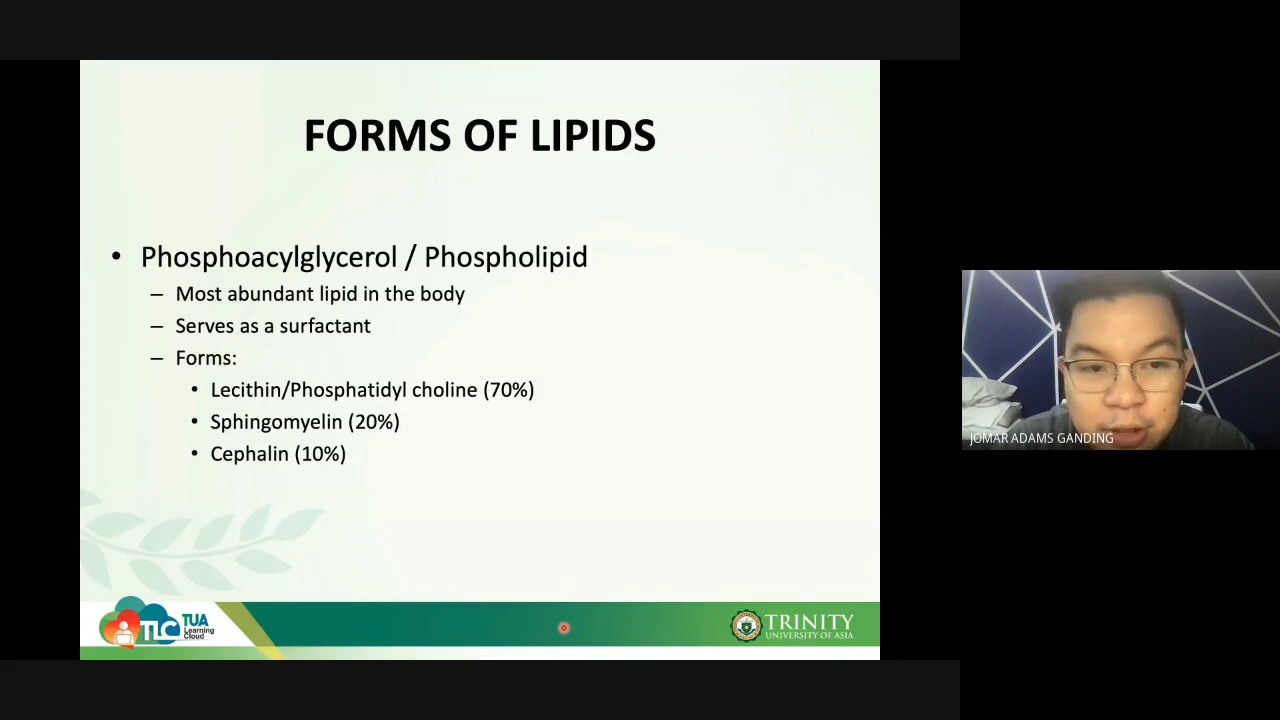 FORMS OF LIPIDS
• Phosphoacylglycerol / Phospholipid
– Most abundant lipid in the body
– Serves as a surfactant
– Forms:
• Lecithin/Phosphatidyl choline (70%)
• Sphingomyelin (20%)
• Cephalin (10%)
JOMAR ADAMS GANDING
TLC TUA
Learning
Cloud
TRINITY
UNIVERSITY OF ASIA